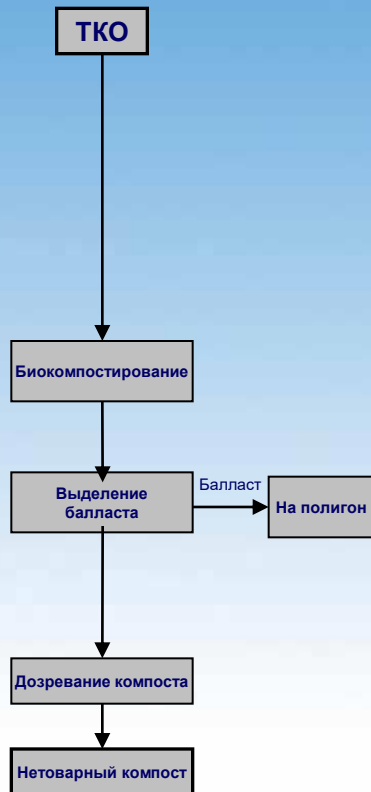 ТКО
Биокомпостирование
Выделение
балласта
Балласт
На полигон
Дозревание компоста
Нетоварный компост